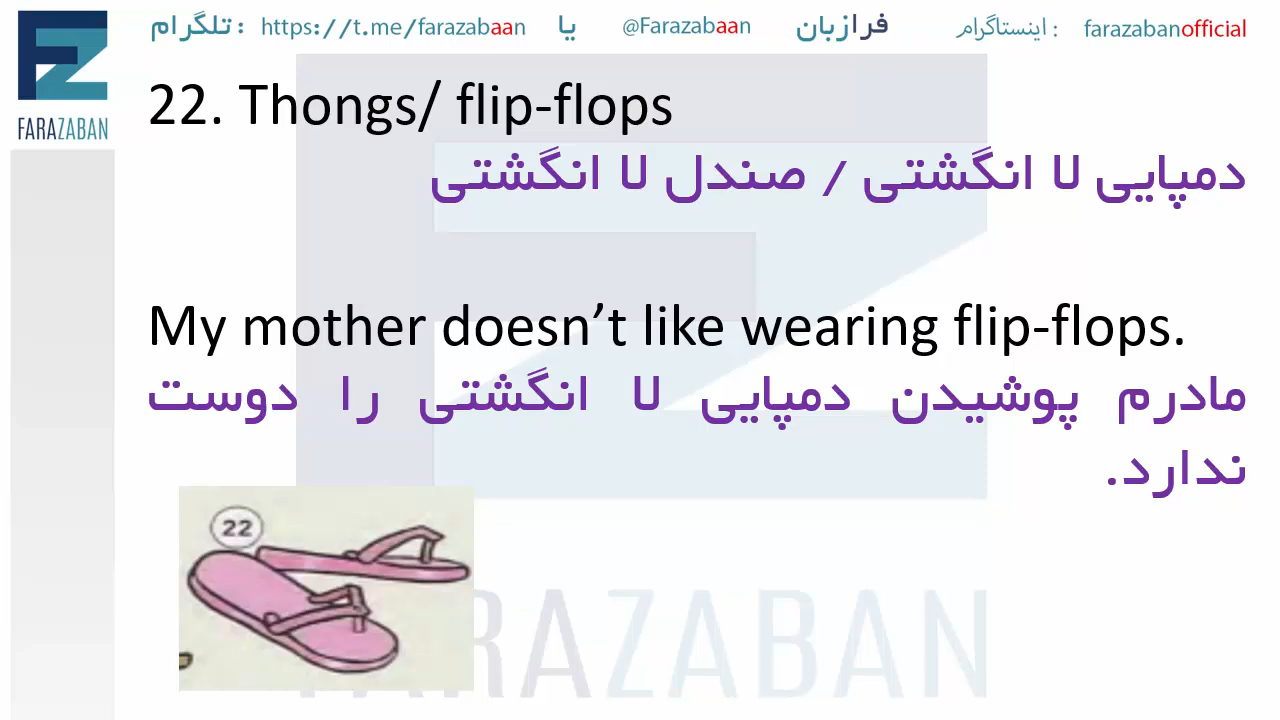 تلگرام : https://t.me/farazabaan یا @Farazabaan فرازبان اینستاگرام : farazabanofficial
FZ
FARAZABAN
22. Thongs/ flip-flops
دمپایی لا انگشتی / صندل لا انگشتی
My mother doesn’t like wearing flip-flops.
مادرم پوشیدن دمپایی لا انگشتی را دوست
ندارد.
22
FARAZABAN